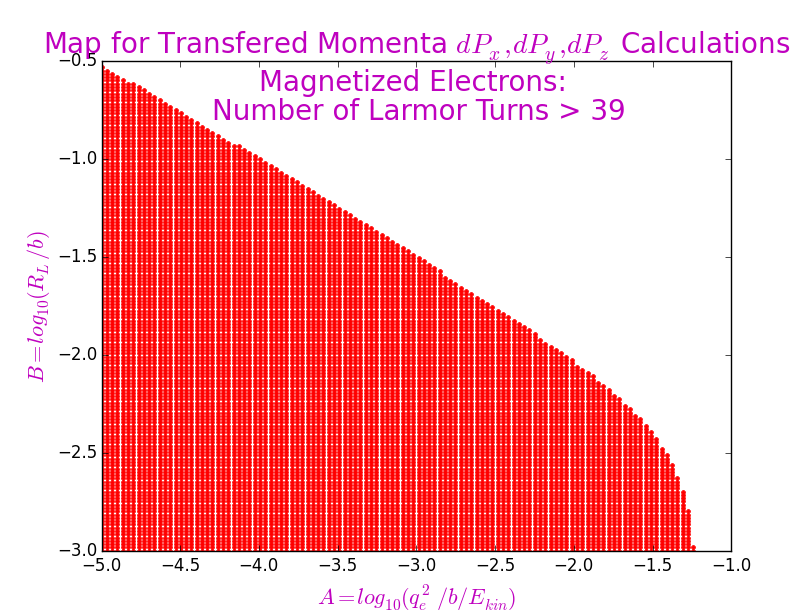 Map for Transfered Momenta dP_x,dP_y,dP_z Calculations
Magnetized Electrons:
Number of Larmor Turns > 39
B=log_10(R_L/b)
−0.5
−1.0
−1.5
−2.0
−2.5
−3.0
−5.0 −4.5 −4.0 −3.5 −3.0 −2.5 −2.0 −1.5 −1.0
A=log_10(q_e^2/b/E_kin)